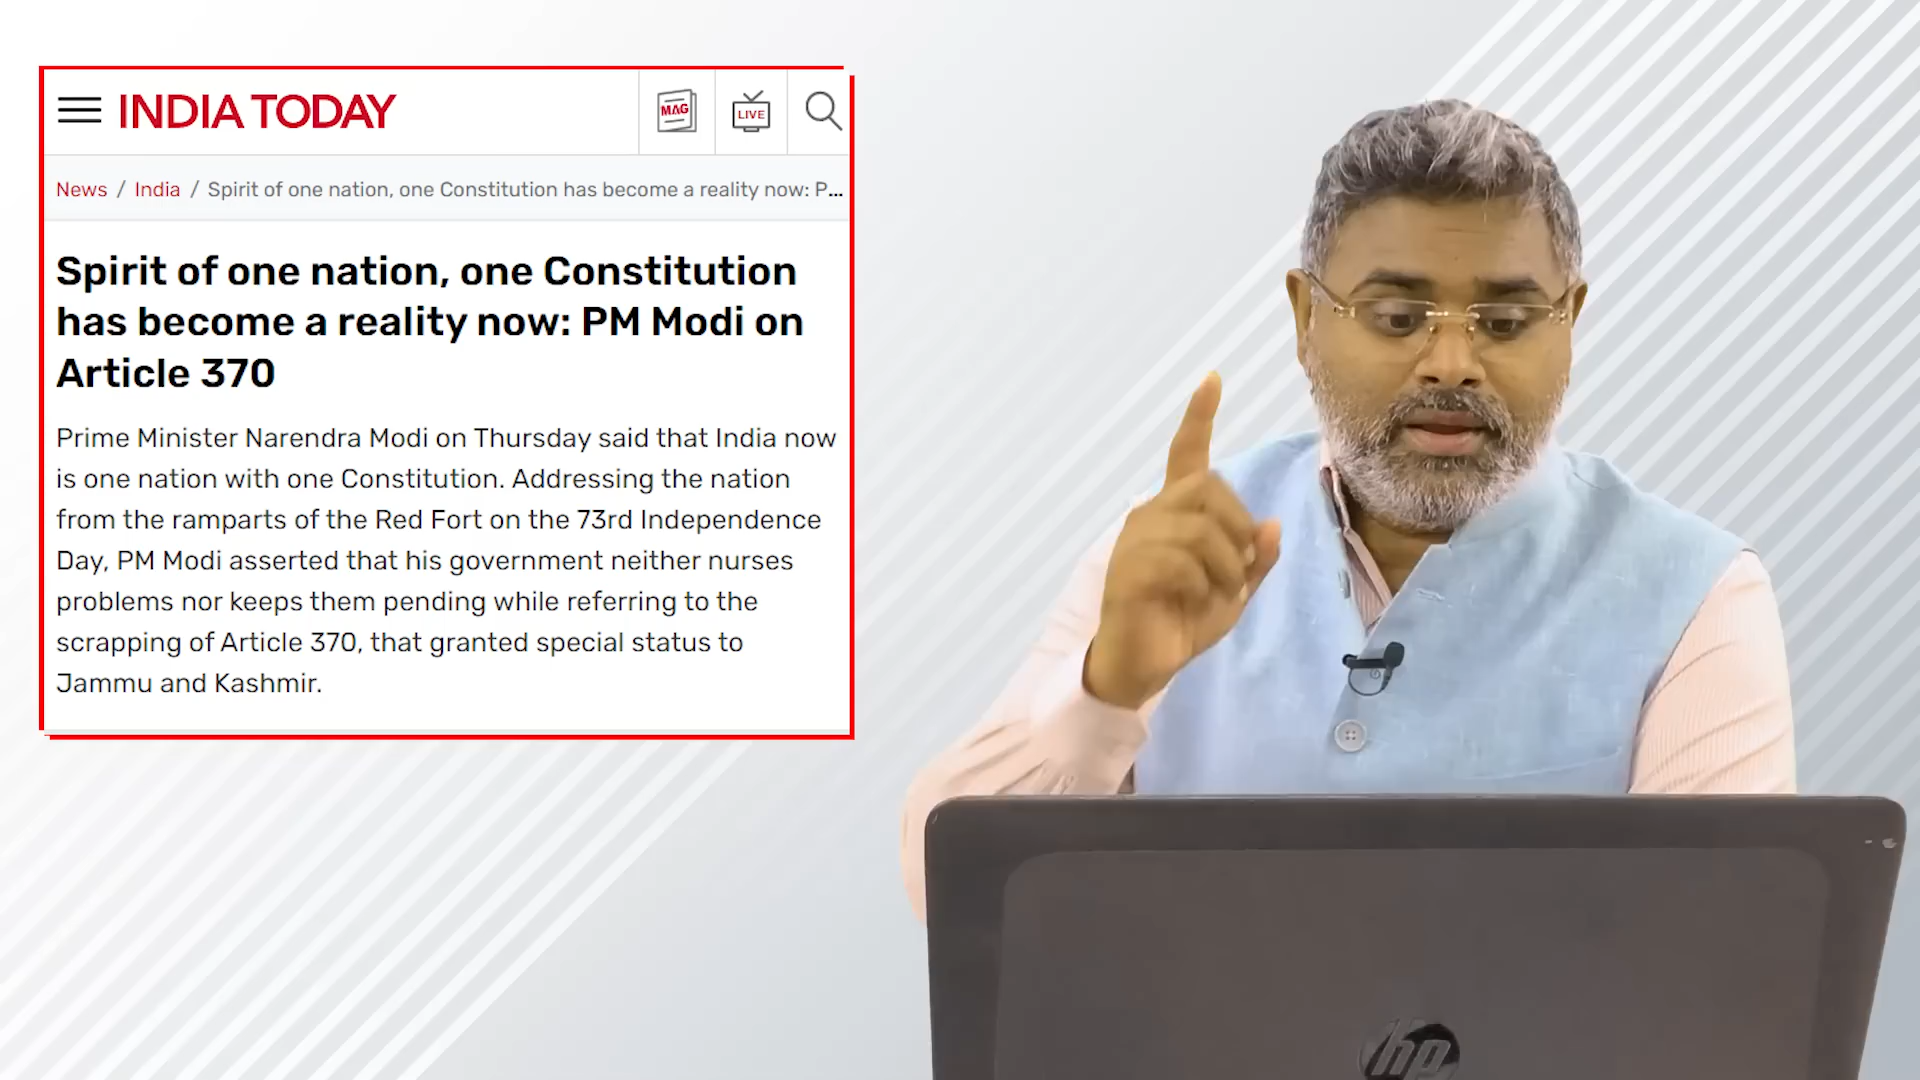 INDIA TODAY
MAG
LIVE
News / India / Spirit of one nation, one Constitution has become a reality now: P...
Spirit of one nation, one Constitution
has become a reality now: PM Modi on
Article 370
Prime Minister Narendra Modi on Thursday said that India now
is one nation with one Constitution. Addressing the nation
from the ramparts of the Red Fort on the 73rd Independence
Day, PM Modi asserted that his government neither nurses
problems nor keeps them pending while referring to the
scrapping of Article 370, that granted special status to
Jammu and Kashmir.
hp